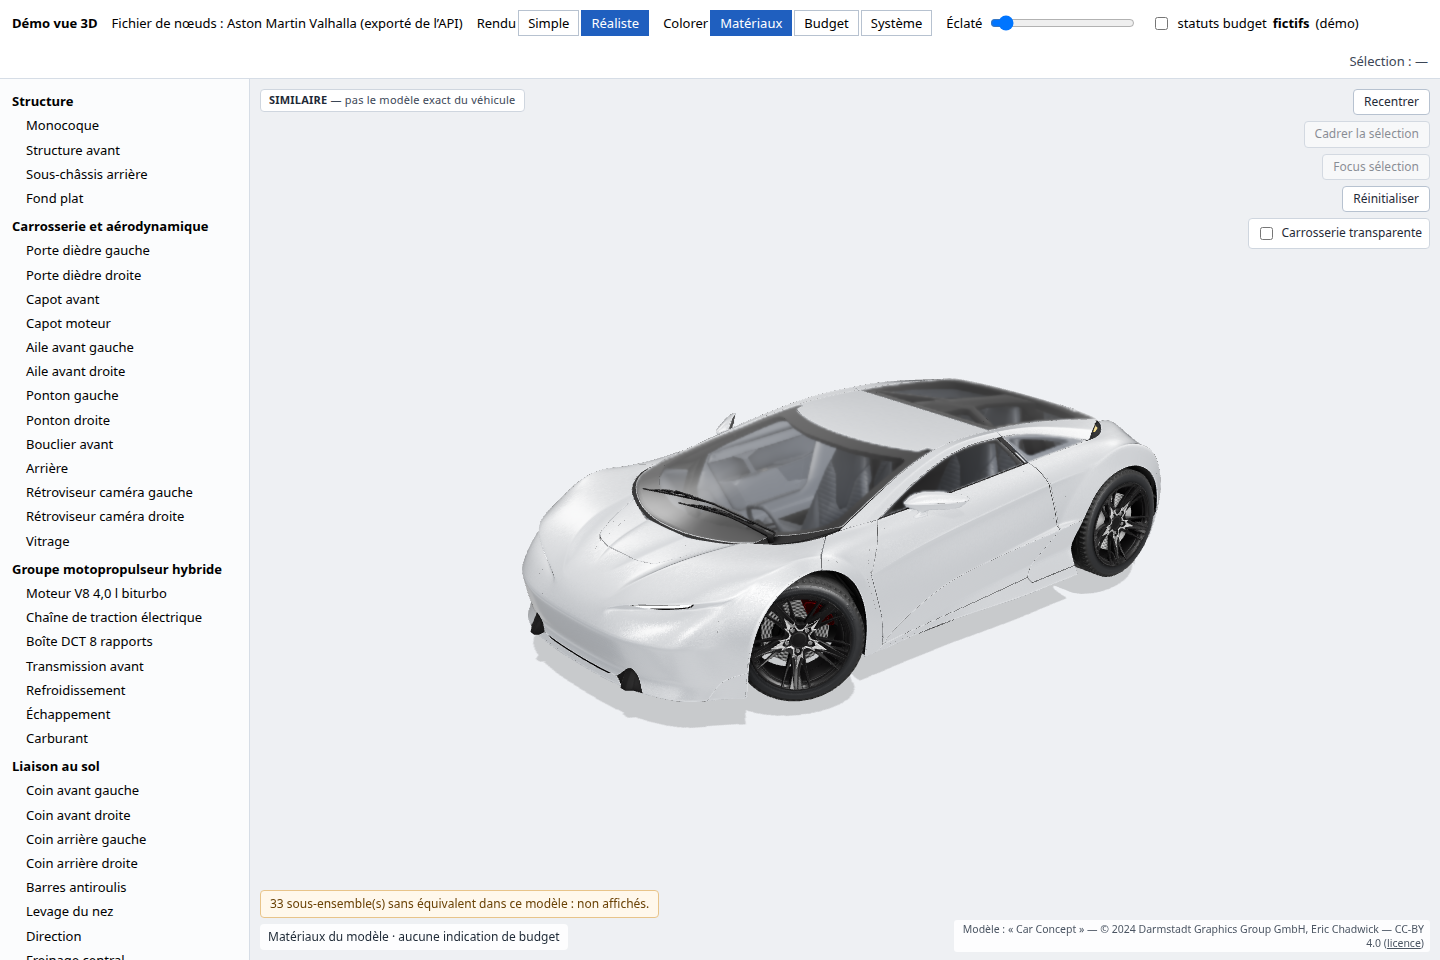 Démo vue 3D Fichier de nœuds : Aston Martin Valhalla (exporté de l’API) Rendu Simple Réaliste Colorer Matériaux Budget Système Éclaté statuts budget fictifs (démo)
Sélection : —
Structure
Monocoque
Structure avant
Sous-châssis arrière
Fond plat
Carrosserie et aérodynamique
Porte dièdre gauche
Porte dièdre droite
Capot avant
Capot moteur
Aile avant gauche
Aile avant droite
Ponton gauche
Ponton droite
Bouclier avant
Arrière
Rétroviseur caméra gauche
Rétroviseur caméra droite
Vitrage
Groupe motopropulseur hybride
Moteur V8 4,0 l biturbo
Chaîne de traction électrique
Boîte DCT 8 rapports
Transmission avant
Refroidissement
Échappement
Carburant
Liaison au sol
Coin avant gauche
Coin avant droite
Coin arrière gauche
Coin arrière droite
Barres antiroulis
Levage du nez
Direction
Freinage central
SIMILAIRE — pas le modèle exact du véhicule
Recentrer
Cadrer la sélection
Focus sélection
Réinitialiser
Carrosserie transparente
33 sous-ensemble(s) sans équivalent dans ce modèle : non affichés.
Matériaux du modèle · aucune indication de budget
Modèle : « Car Concept » — © 2024 Darmstadt Graphics Group GmbH, Eric Chadwick — CC-BY
4.0 (licence)